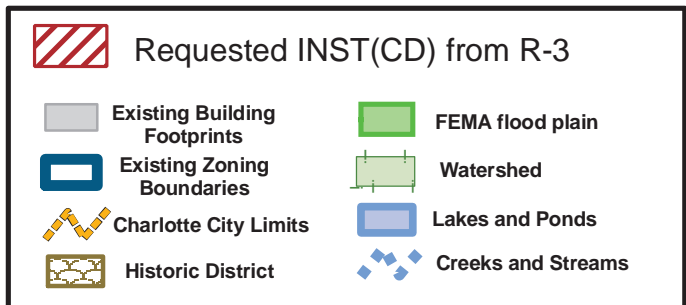 Requested INST(CD) from R-3
Existing Building
Footprints
Existing Zoning
Boundaries
Charlotte City Limits
Historic District
FEMA flood plain
Watershed
Lakes and Ponds
Creeks and Streams